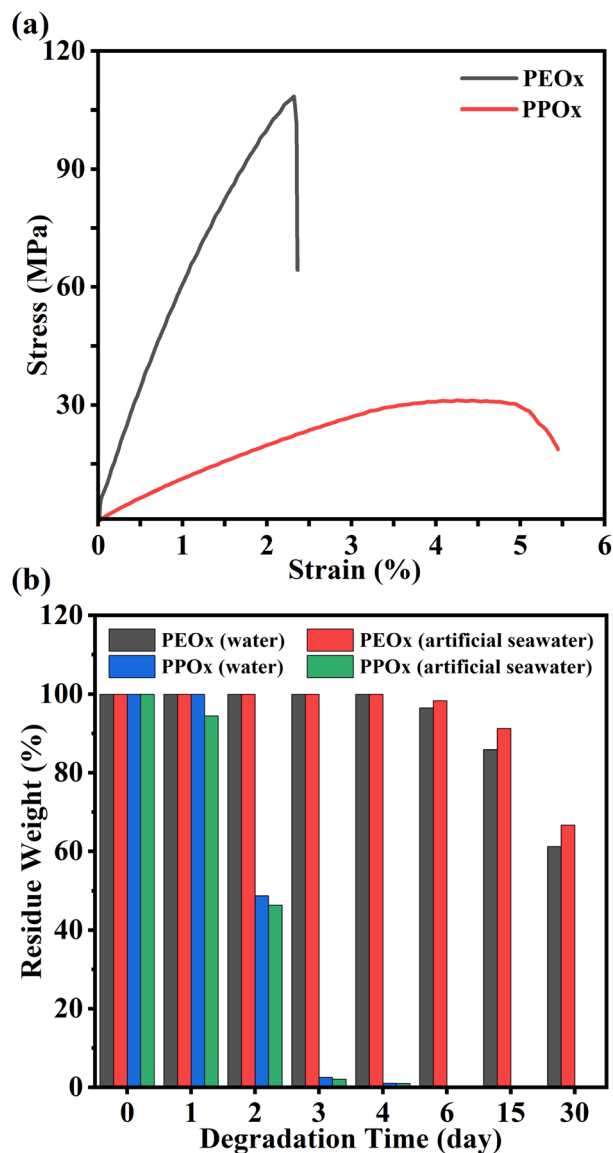 (a)
120
90
60
30
Stress (MPa)
PEOx
PPOx
0 1 2 3 4 5 6
Strain (%)
(b)
120
100
80
60
40
20
0
Residue Weight (%)
PEOx (water) PEOx (artificial seawater)
PPOx (water) PPOx (artificial seawater)
0 1 2 3 4 6 15 30
Degradation Time (day)